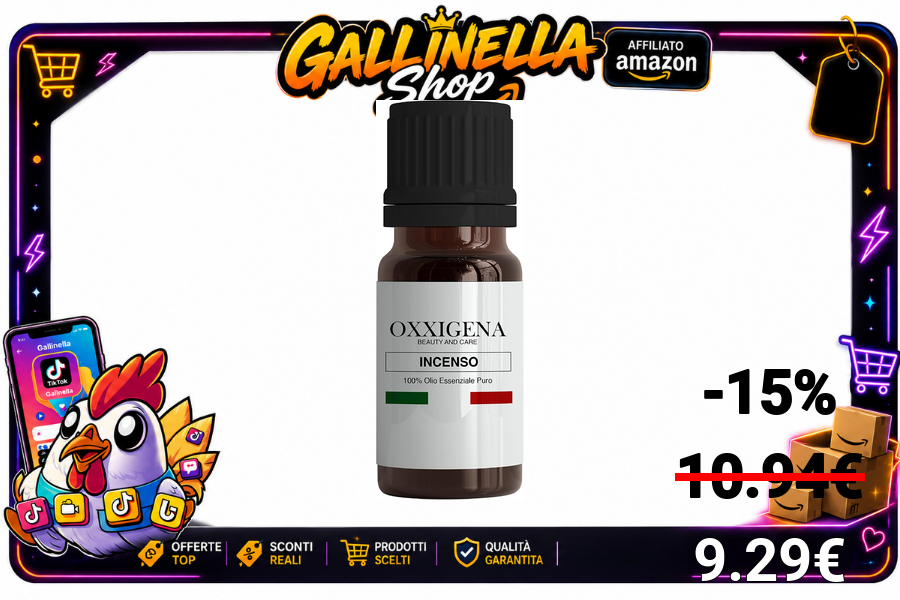 GALLINELLA
Shop
AFFILIATO
amazon
OXXIGENA
BEAUTY AND CARE
INCENSO
100% Olio Essenziale Puro
Gallinella
TikTok
Gallinella
-15%
10.94€
9.29€
OFFERTE
TOP
SCONTI
REALI
PRODOTTI
SCELTI
QUALITÀ
GARANTITA